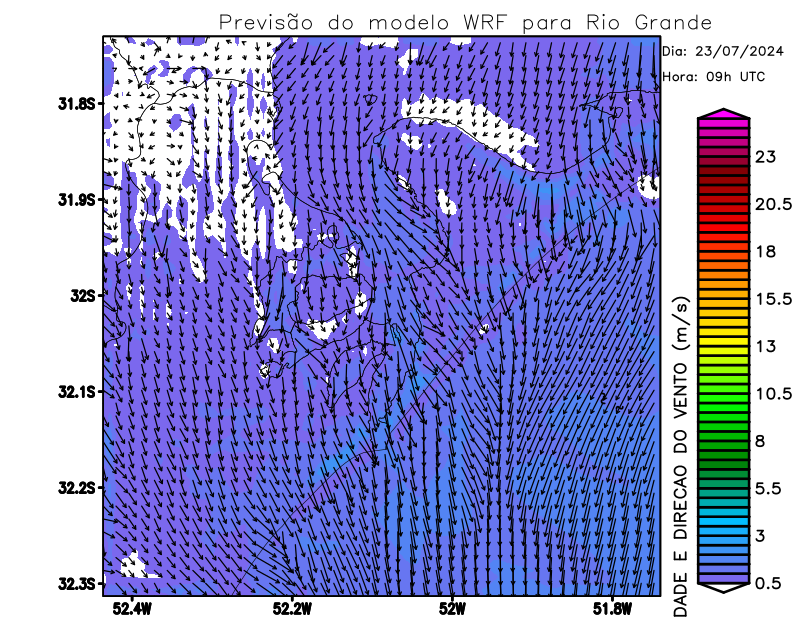 Previsão do modelo WRF para Rio Grande
Dia: 23/07/2024
Hora: 09h UTC
31.8S
31.9S
32S
32.1S
32.2S
32.3S
52.4W
52.2W
52W
51.8W
23
20.5
18
15.5
13
10.5
8
5.5
3
0.5
DADE E DIRECAO DO VENTO (m/s)